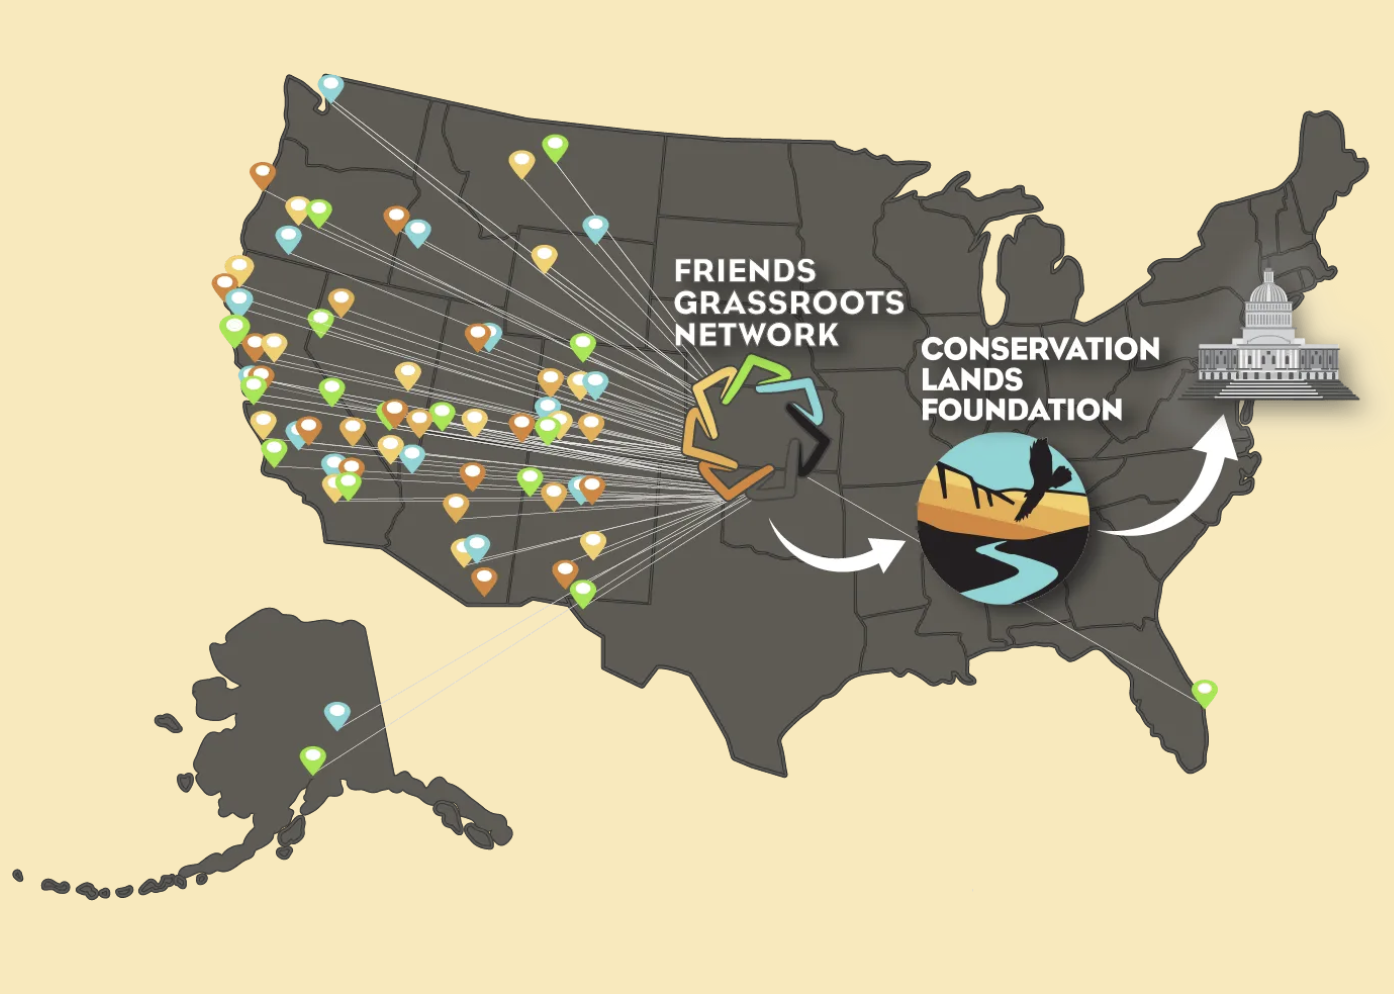 FRIENDS
GRASSROOTS
NETWORK
CONSERVATION
LANDS
FOUNDATION